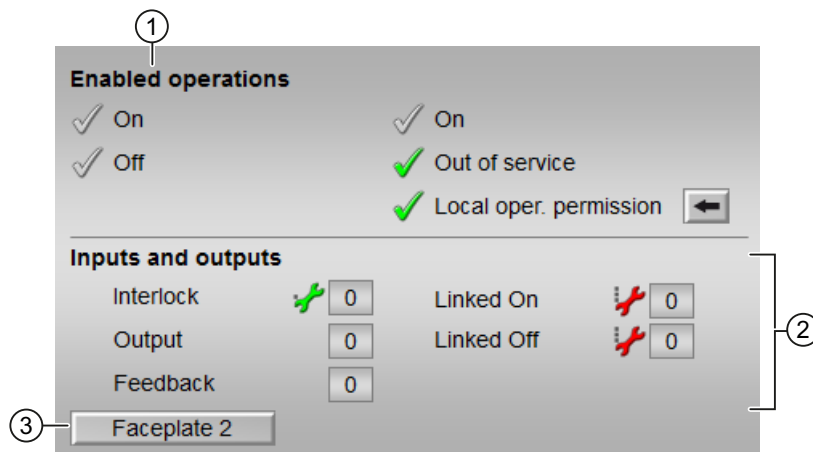 1
Enabled operations
On On
Off Out of service
Local oper. permission
Inputs and outputs
Interlock 0 Linked On 0
Output 0 Linked Off 0
Feedback 0
2
3 Faceplate 2